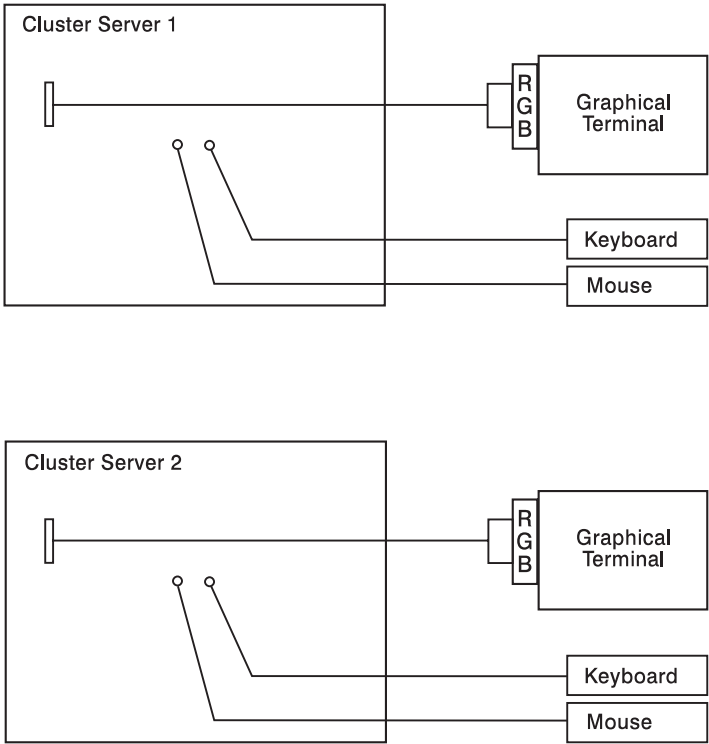 Cluster Server 1
R
G
B
Graphical
Terminal
Keyboard
Mouse
Cluster Server 2
R
G
B
Graphical
Terminal
Keyboard
Mouse